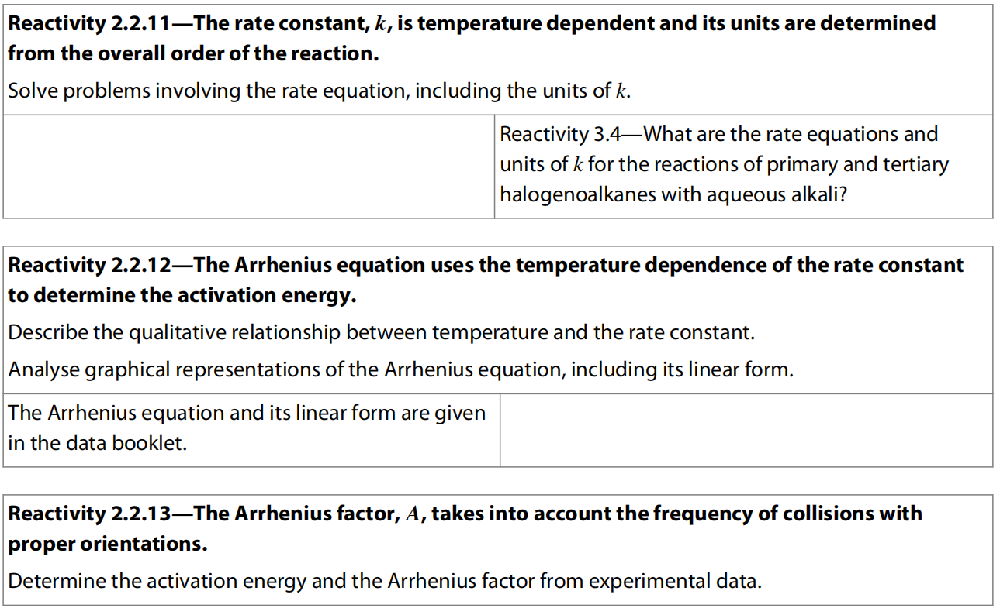 Reactivity 2.2.11—The rate constant, k, is temperature dependent and its units are determined
from the overall order of the reaction.
Solve problems involving the rate equation, including the units of k.
Reactivity 3.4—What are the rate equations and
units of k for the reactions of primary and tertiary
halogenoalkanes with aqueous alkali?
Reactivity 2.2.12—The Arrhenius equation uses the temperature dependence of the rate constant
to determine the activation energy.
Describe the qualitative relationship between temperature and the rate constant.
Analyse graphical representations of the Arrhenius equation, including its linear form.
The Arrhenius equation and its linear form are given
in the data booklet.
Reactivity 2.2.13—The Arrhenius factor, A, takes into account the frequency of collisions with
proper orientations.
Determine the activation energy and the Arrhenius factor from experimental data.